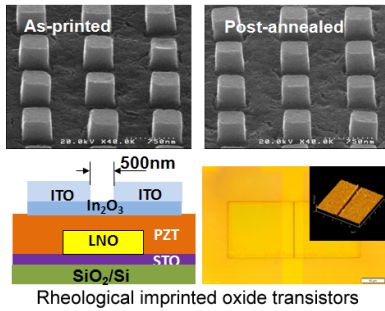 As-printed
Post-annealed
20.0kV X40.0K 750nm
20.0kV X40.0K 750nm
500nm
ITO
ITO
In₂O₃
PZT
LNO
STO
SiO₂/Si
Rheological imprinted oxide transistors